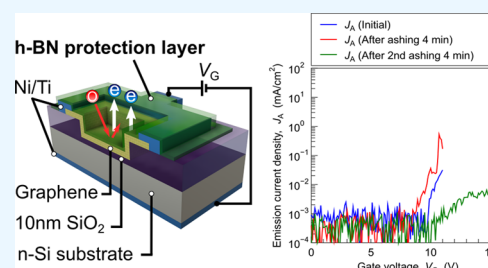 h-BN protection layer
Ni/Ti
O
e
e
V_G
Graphene
10nm SiO₂
n-Si substrate
J_A (Initial)
J_A (After ashing 4 min)
J_A (After 2nd ashing 4 min)
Emission current density, J_A (mA/cm²)
10²
10¹
10⁰
10⁻¹
10⁻²
10⁻³
10⁻⁴
0
5
10
Gate voltage, V (V)